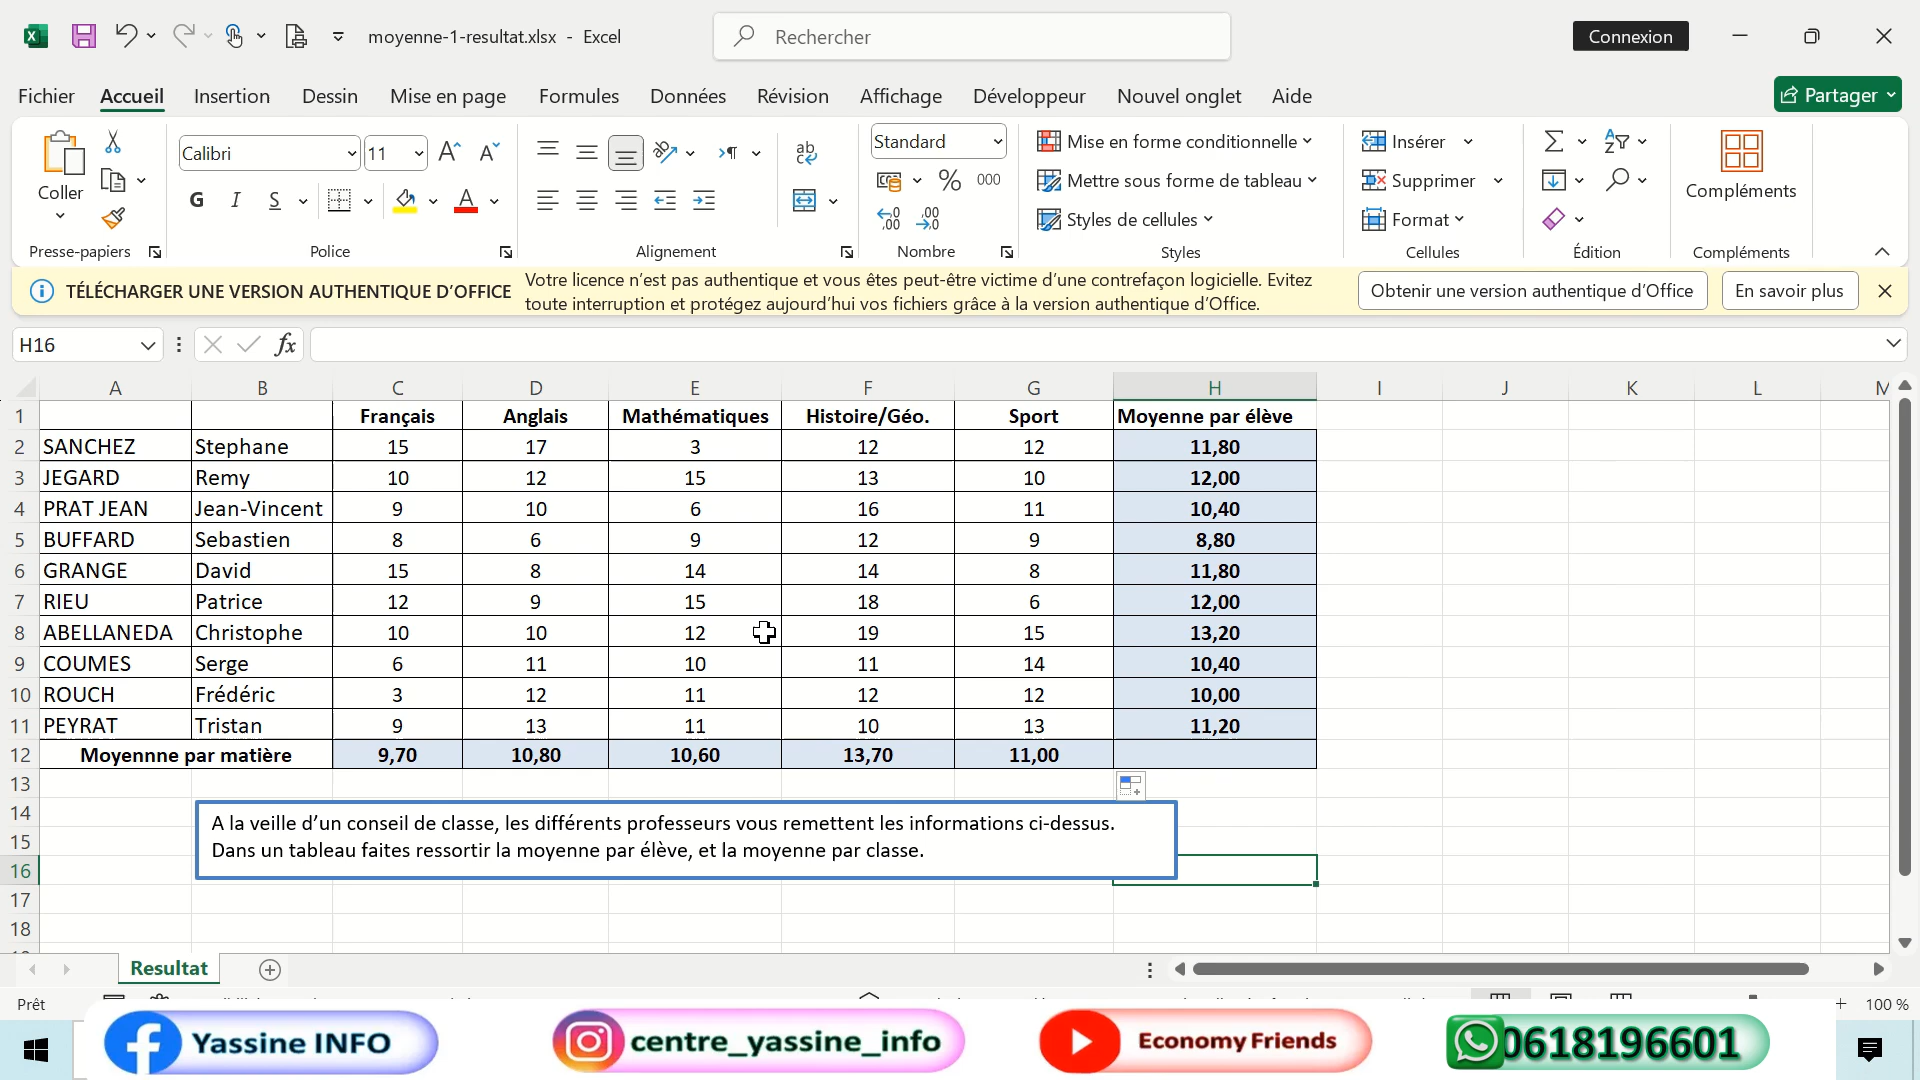 moyenne-1-resultat.xlsx - Excel
Rechercher
Connexion
Fichier Accueil Insertion Dessin Mise en page Formules Données Révision Affichage Développeur Nouvel onglet Aide
Partager
Calibri 11 Standard
Coller
G I S
ab c
% 000
Mise en forme conditionnelle
Mettre sous forme de tableau
Styles de cellules
Insérer
Supprimer
Format
Compléments
Presse-papiers Police Alignement Nombre Styles Cellules Édition Compléments
TÉLÉCHARGER UNE VERSION AUTHENTIQUE D'OFFICE
Votre licence n'est pas authentique et vous êtes peut-être victime d'une contrefaçon logicielle. Evitez
toute interruption et protégez aujourd'hui vos fichiers grâce à la version authentique d'Office.
Obtenir une version authentique d'Office
En savoir plus
H16
fx
A B C D E F G H I J K L M
1 Français Anglais Mathématiques Histoire/Géo. Sport Moyenne par élève
2 SANCHEZ Stephane 15 17 3 12 12 11,80
3 JEGARD Remy 10 12 15 13 10 12,00
4 PRAT JEAN Jean-Vincent 9 10 6 16 11 10,40
5 BUFFARD Sebastien 8 6 9 12 9 8,80
6 GRANGE David 15 8 14 14 8 11,80
7 RIEU Patrice 12 9 15 18 6 12,00
8 ABELLANEDA Christophe 10 10 12 19 15 13,20
9 COUMES Serge 6 11 10 11 14 10,40
10 ROUCH Frédéric 3 12 11 12 12 10,00
11 PEYRAT Tristan 9 13 11 10 13 11,20
12 Moyennne par matière 9,70 10,80 10,60 13,70 11,00
13
14
15
16
17
18
A la veille d'un conseil de classe, les différents professeurs vous remettent les informations ci-dessus.
Dans un tableau faites ressortir la moyenne par élève, et la moyenne par classe.
Resultat
Prêt
100 %
Yassine INFO
centre_yassine_info
Economy Friends
0618196601